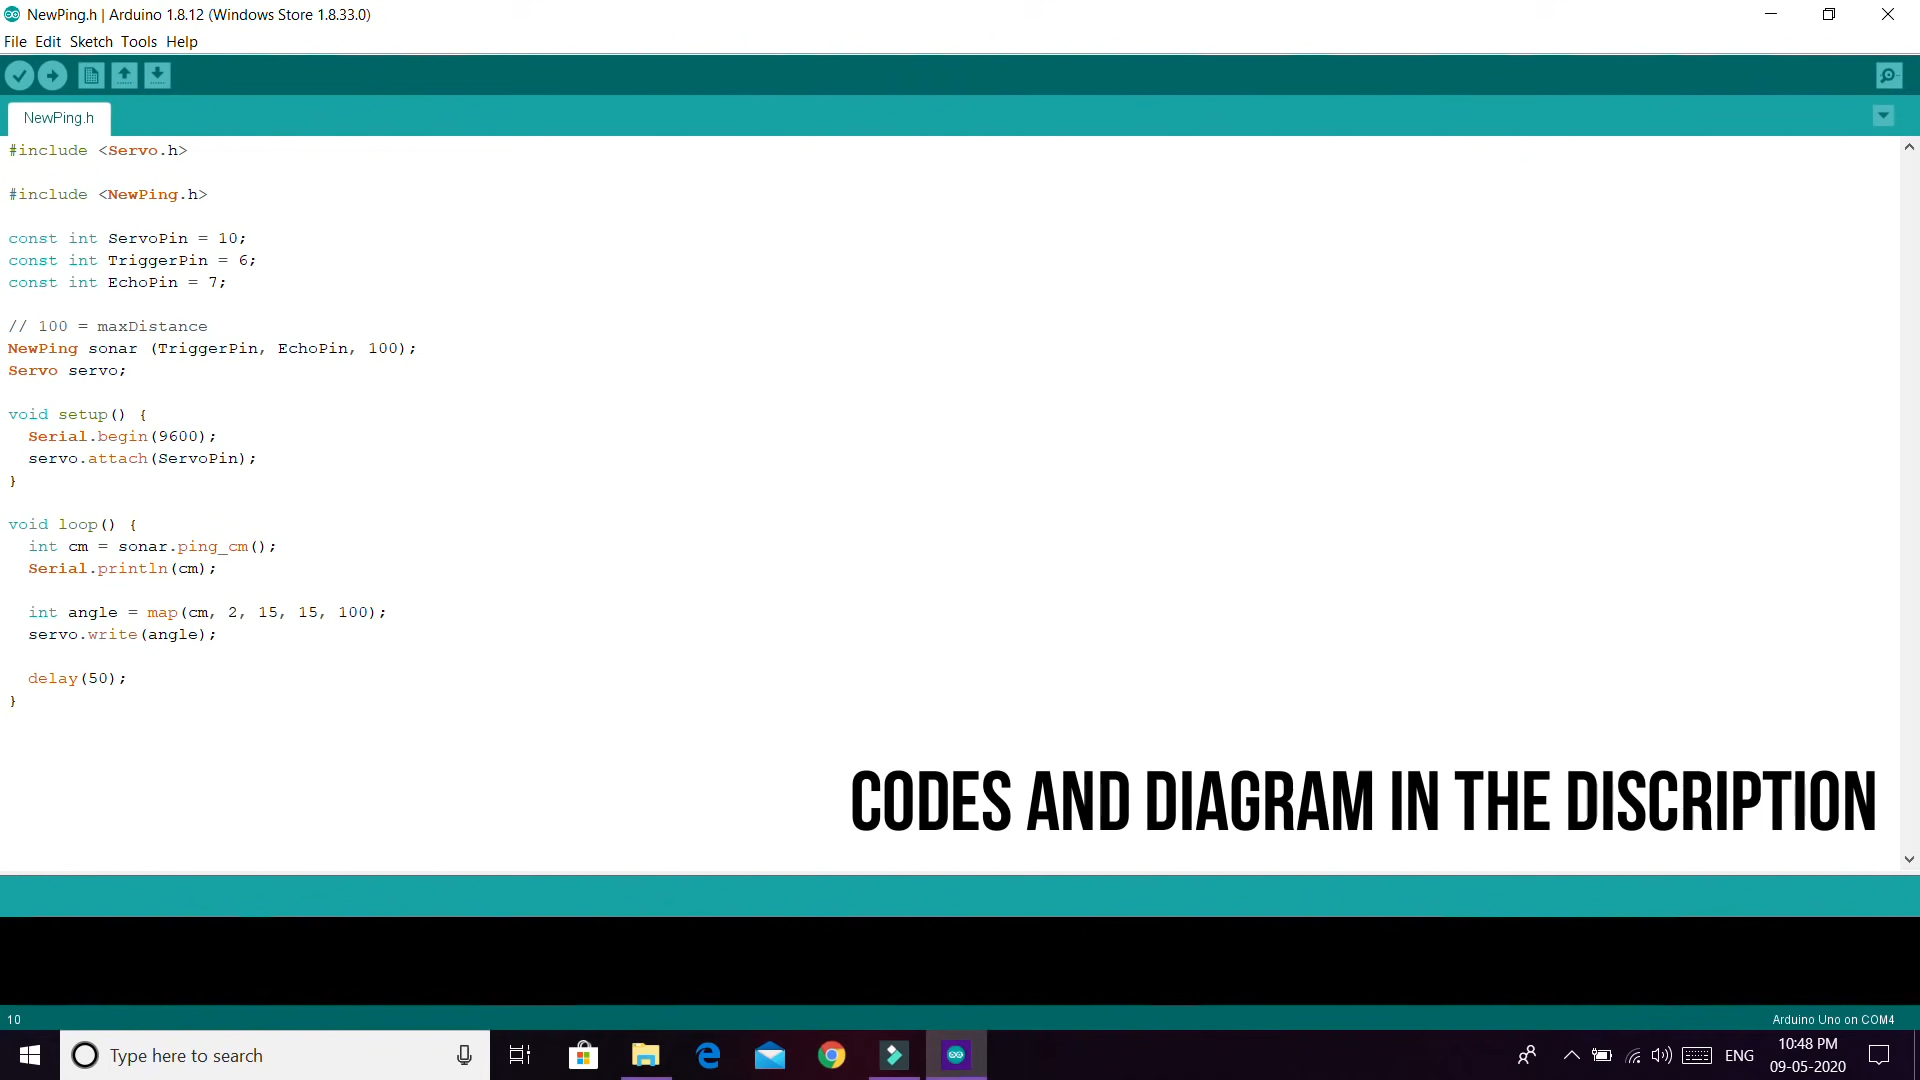 NewPing.h | Arduino 1.8.12 (Windows Store 1.8.33.0)
File Edit Sketch Tools Help
NewPing.h
#include <Servo.h>
#include <NewPing.h>
const int ServoPin = 10;
const int TriggerPin = 6;
const int EchoPin = 7;
// 100 = maxDistance
NewPing sonar (TriggerPin, EchoPin, 100);
Servo servo;
void setup() {
Serial.begin(9600);
servo.attach(ServoPin);
}
void loop() {
int cm = sonar.ping_cm();
Serial.println(cm);
int angle = map(cm, 2, 15, 15, 100);
servo.write(angle);
delay(50);
}
CODES AND DIAGRAM IN THE DISCRIPTION
10
Arduino Uno on COM4
Type here to search
ENG
10:48 PM
09-05-2020